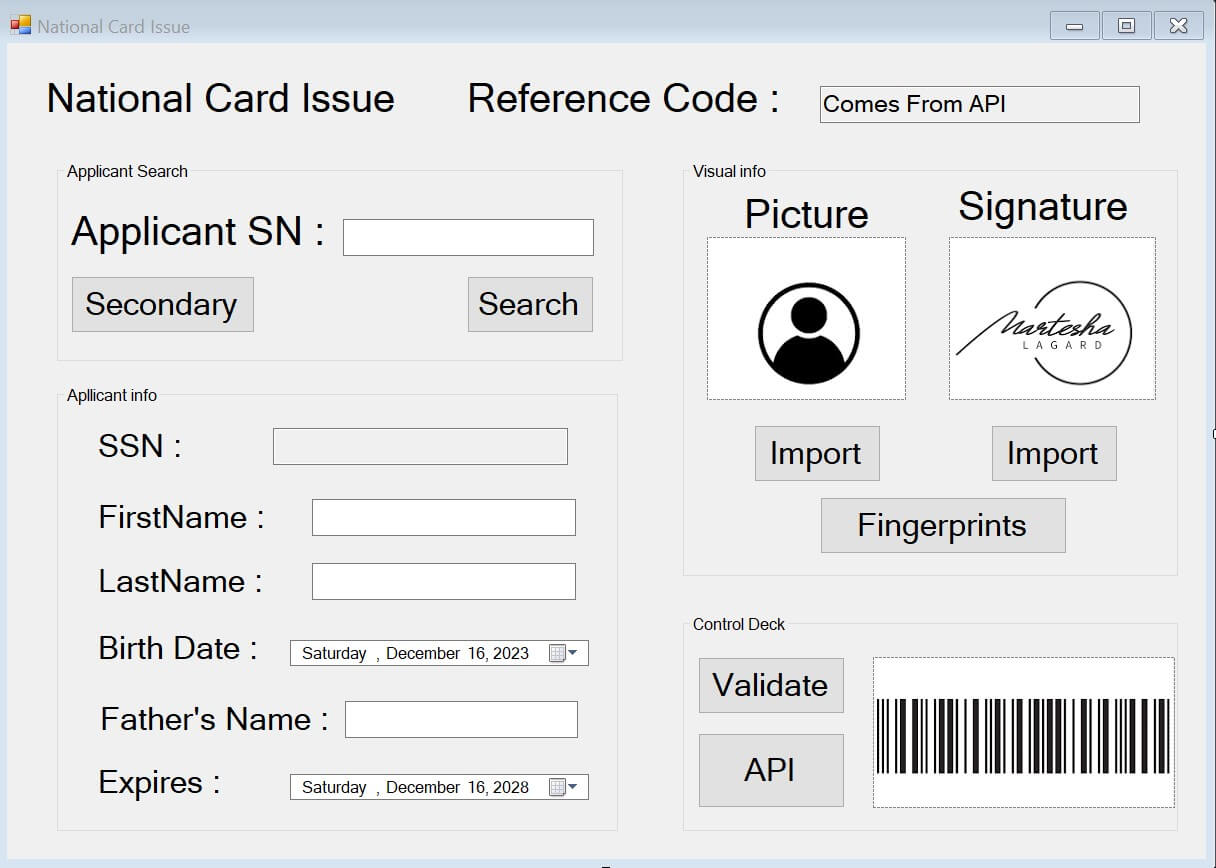 National Card Issue
National Card Issue
Reference Code :
Comes From API
Applicant Search
Applicant SN :
Secondary
Search
Apllicant info
SSN :
FirstName :
LastName :
Birth Date :
Saturday , December 16, 2023
Father's Name :
Expires :
Saturday , December 16, 2028
Visual info
Picture
Signature
Martesha
LAGARD
Import
Import
Fingerprints
Control Deck
Validate
API